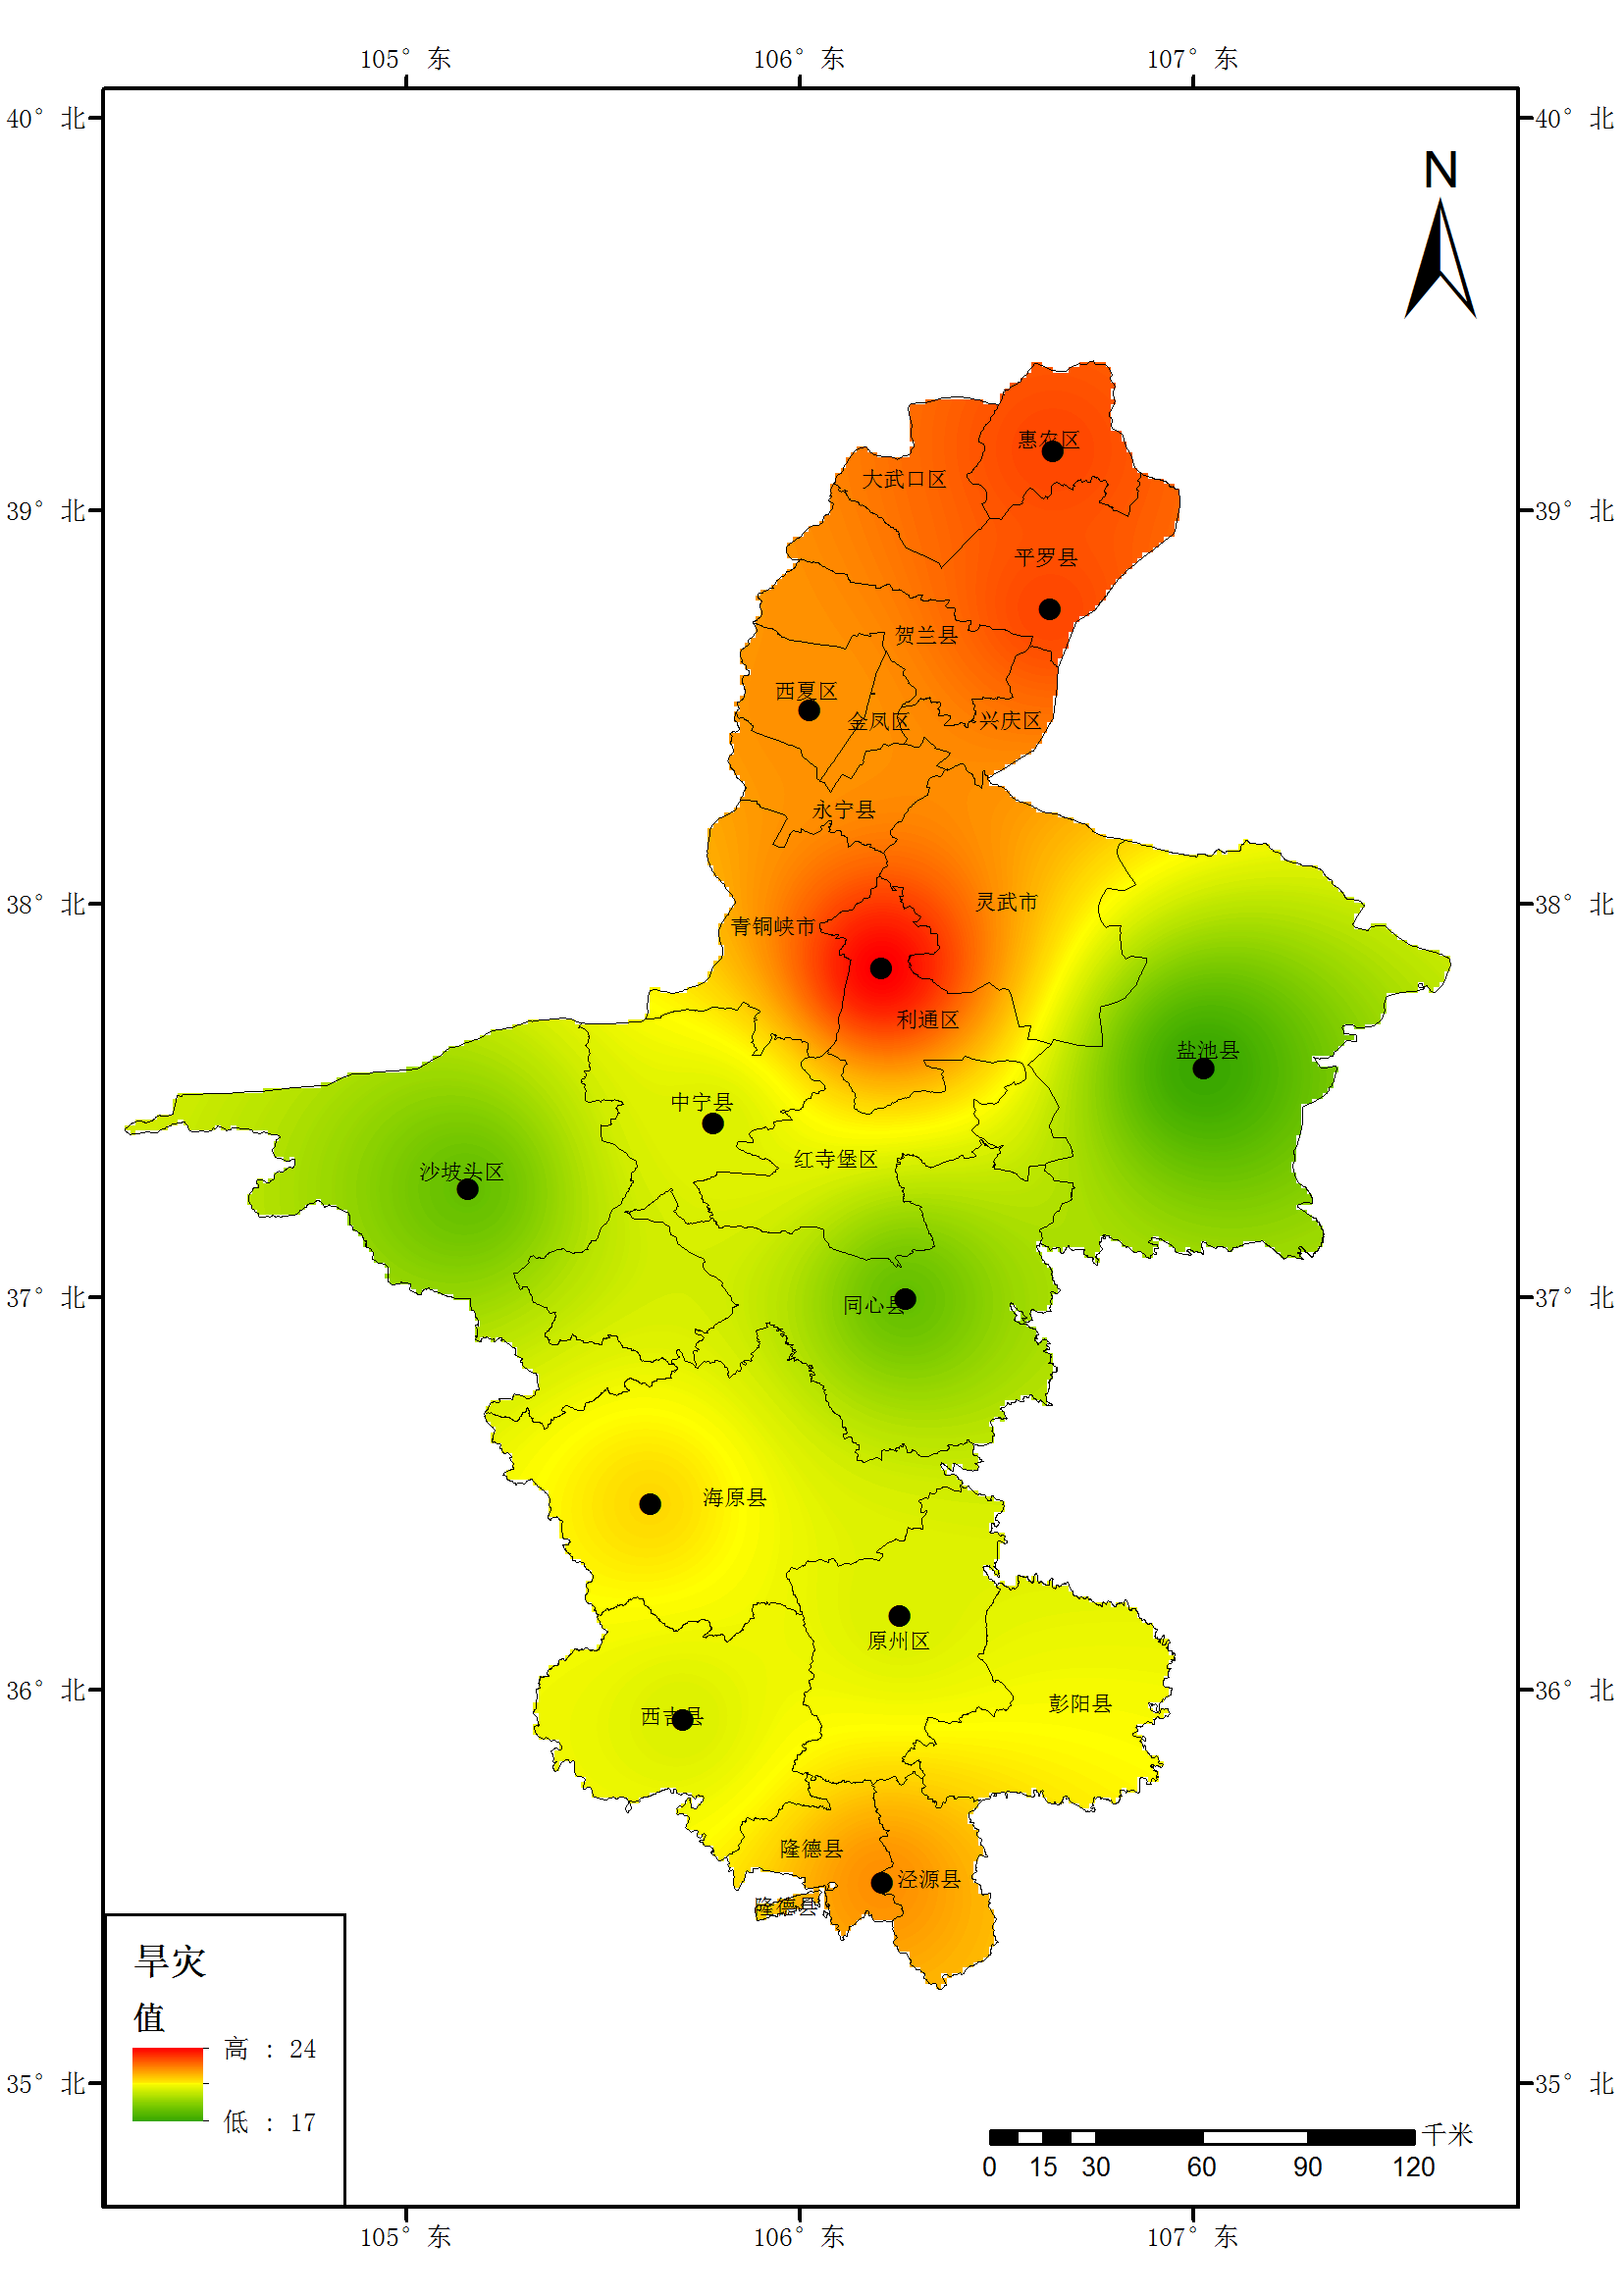 105° 东 106° 东 107° 东
40° 北 40° 北
N
惠农区
大武口区
39° 北 39° 北
平罗县
贺兰县
西夏区
金凤区 兴庆区
永宁县
38° 北 灵武市 38° 北
青铜峡市
利通区
盐池县
中宁县
红寺堡区
沙坡头区
37° 北 同心县 37° 北
海原县
原州区
36° 北 彭阳县 36° 北
西吉县
隆德县
泾源县
隆德县
旱灾
值
高 : 24
35° 北 35° 北
低 : 17
千米
0 15 30 60 90 120
105° 东 106° 东 107° 东